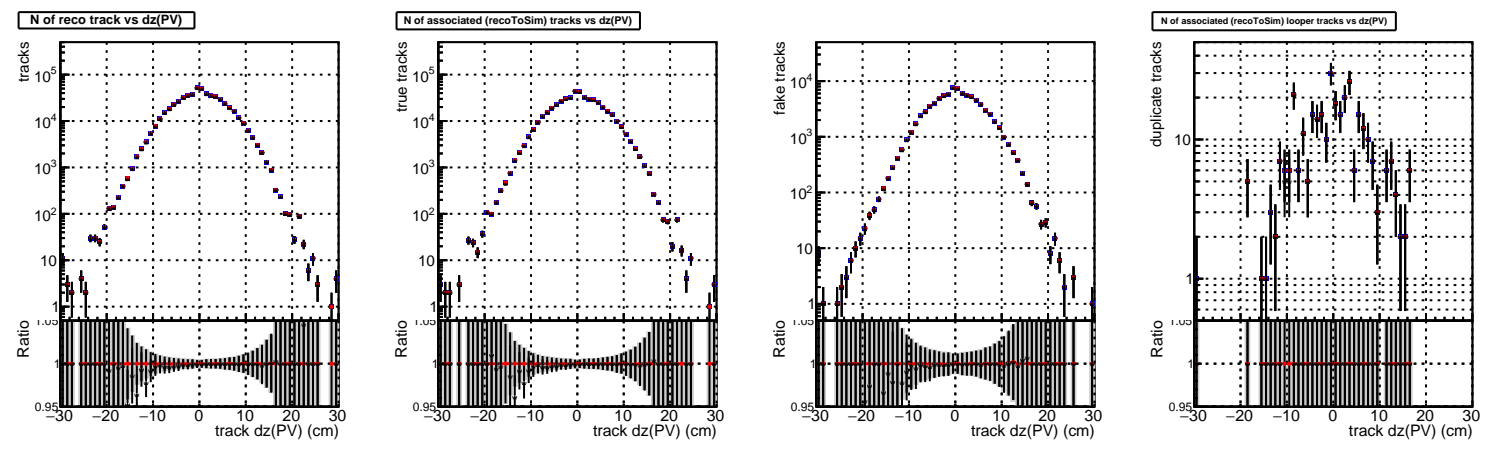 N of reco track vs dz(PV)
tracks
10^5
10^4
10^3
10^2
10
1
Ratio
1.05
1
0.95
−30 −20 −10 0 10 20 30
track dz(PV) (cm)
N of associated (recoToSim) tracks vs dz(PV)
true tracks
10^5
10^4
10^3
10^2
10
1
Ratio
1.05
1
0.95
−30 −20 −10 0 10 20 30
track dz(PV) (cm)
fake tracks
10^4
10^3
10^2
10
1
Ratio
1.05
1
0.95
−30 −20 −10 0 10 20 30
track dz(PV) (cm)
N of associated (recoToSim) looper tracks vs dz(PV)
duplicate tracks
10
1
Ratio
1.05
1
0.95
−30 −20 −10 0 10 20 30
track dz(PV) (cm)